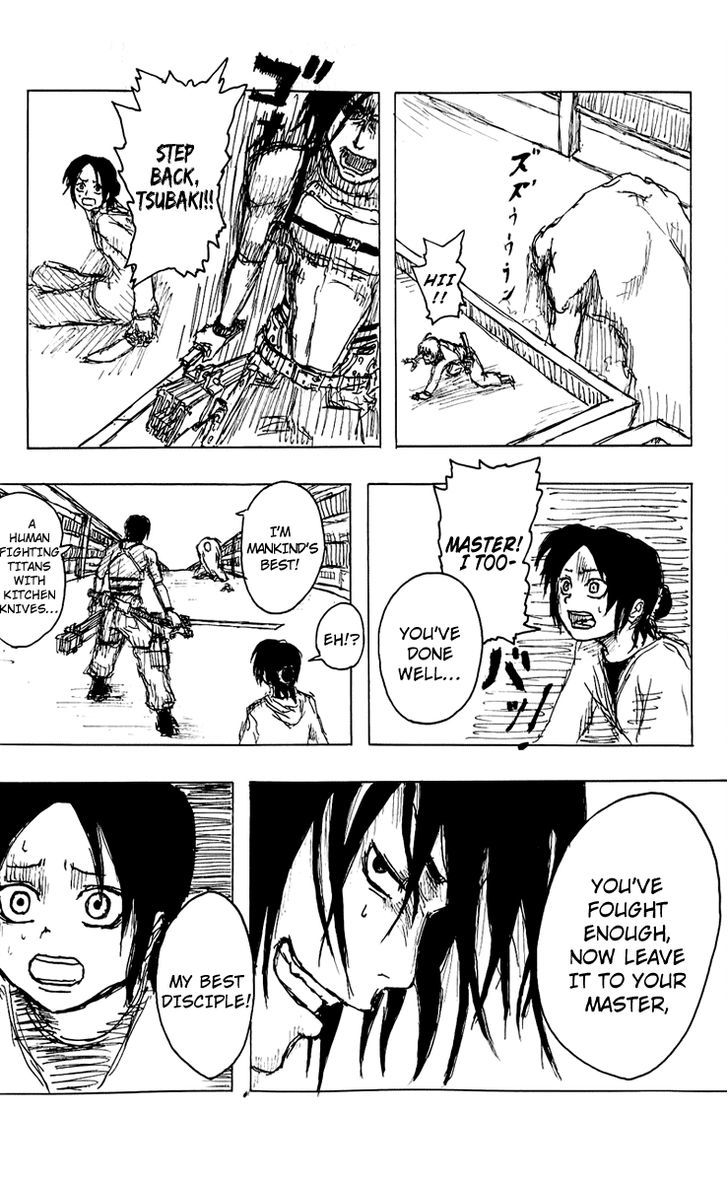 ズズゥゥゥン
HII
!!
ゴオ
STEP
BACK,
TSUBAKI!!
MASTER!
I TOO-
YOU'VE
DONE
WELL...
バッ!!
I'M
MANKIND'S
BEST!
EH!?
A
HUMAN
FIGHTING
TITANS
WITH
KITCHEN
KNIVES...
YOU'VE
FOUGHT
ENOUGH,
NOW LEAVE
IT TO YOUR
MASTER,
MY BEST
DISCIPLE!